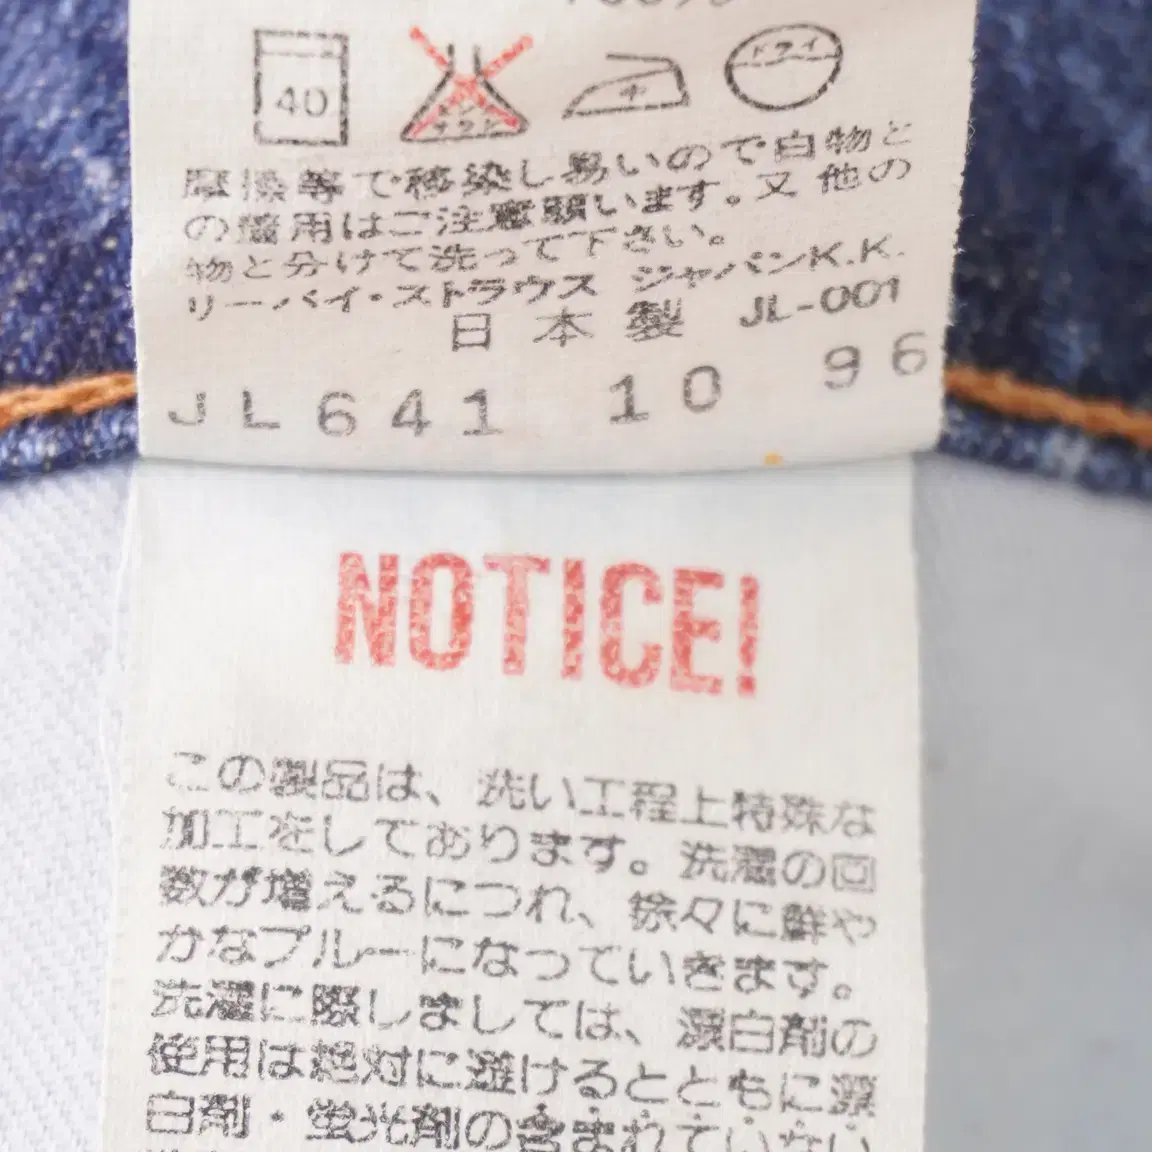 40
エンソ サラシ
中
ドライ
摩擦等で移染し易いので白物と
の着用はご注意願います。又他の
物と分けて洗って下さい。
リーバイ・ストラウス ジャパンK.K.
日本製 JL-001
JL641 10 96
NOTICE!
この製品は、洗い工程上特殊な
加工をしております。洗濯の回
数が増えるにつれ、徐々に鮮や
かなブルーになっていきます。
洗濯に際しましては、漂白剤の
使用は絶対に避けるとともに漂
白剤・蛍光剤の含まれていない